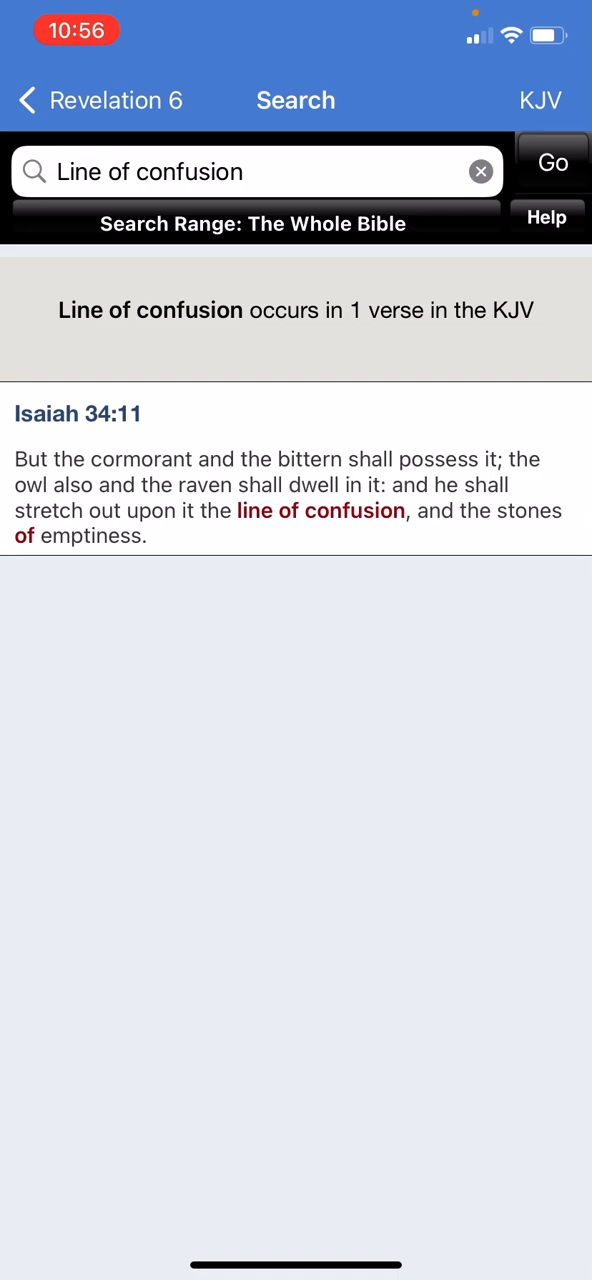 10:56
Revelation 6 Search KJV
Line of confusion Go
Search Range: The Whole Bible Help
Line of confusion occurs in 1 verse in the KJV
Isaiah 34:11
But the cormorant and the bittern shall possess it; the
owl also and the raven shall dwell in it: and he shall
stretch out upon it the line of confusion, and the stones
of emptiness.